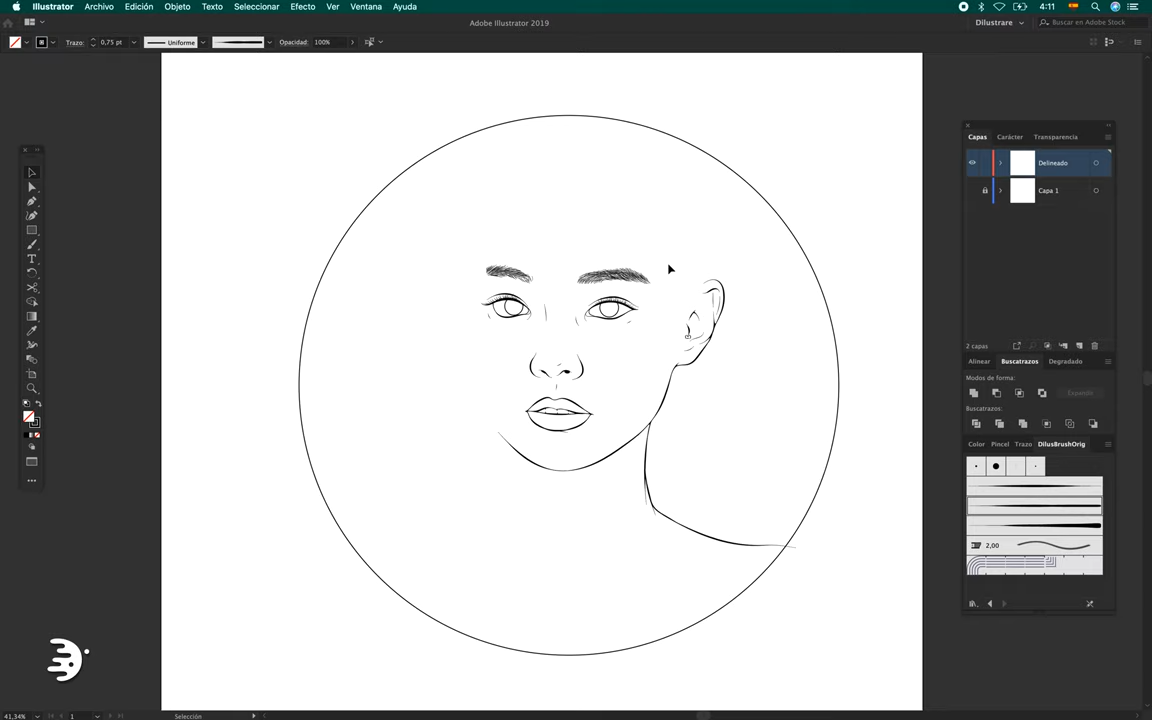 Illustrator Archivo Edición Objeto Texto Seleccionar Efecto Ver Ventana Ayuda 4:11
Adobe Illustrator 2019 Dilustrare Buscar en Adobe Stock
Trazo: 0,75 pt Uniforme Opacidad: 100%
Capas Carácter Transparencia
Delineado
Capa 1
2 capas
Alinear Buscatrazos Degradado
Modos de forma:
Expandir
Buscatrazos:
Color Pincel Trazo DilusBrushOrig
2,00
41,34% 1 Selección